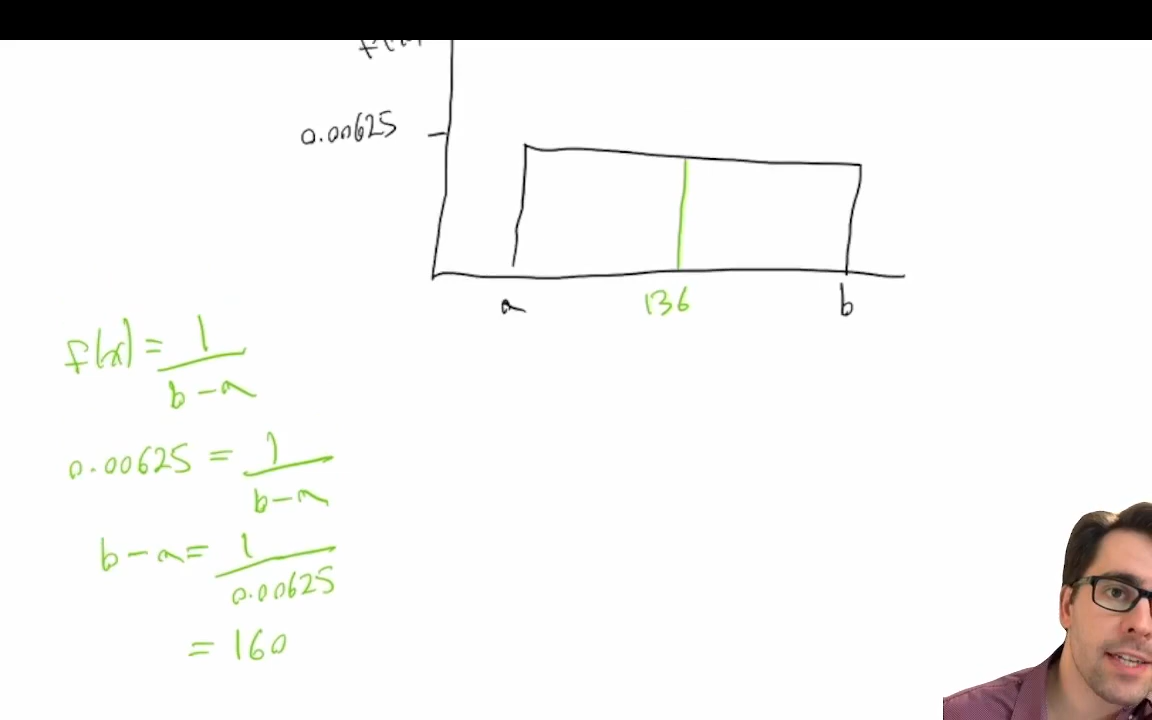 0.00625
136
a
b
f(x) = 1/(b-a)
0.00625 = 1/(b-a)
b-a = 1/0.00625
= 160